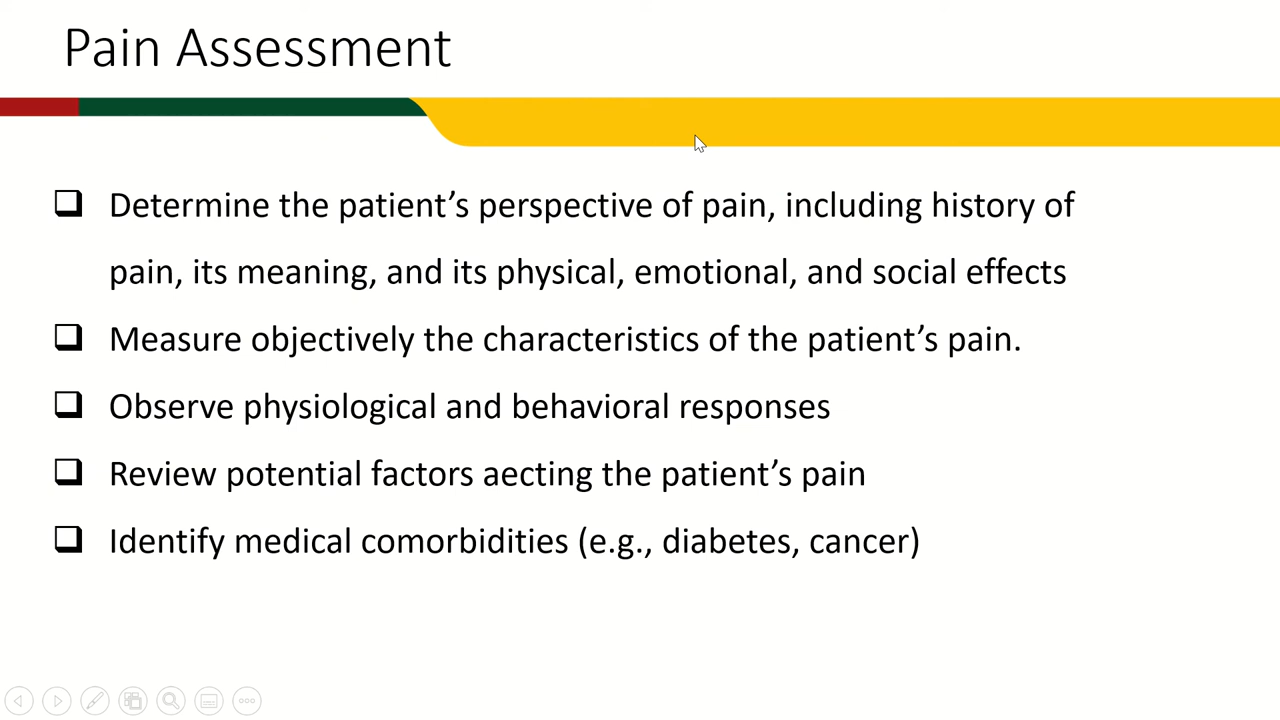 Pain Assessment
Determine the patient’s perspective of pain, including history of
pain, its meaning, and its physical, emotional, and social effects
Measure objectively the characteristics of the patient’s pain.
Observe physiological and behavioral responses
Review potential factors aecting the patient’s pain
Identify medical comorbidities (e.g., diabetes, cancer)